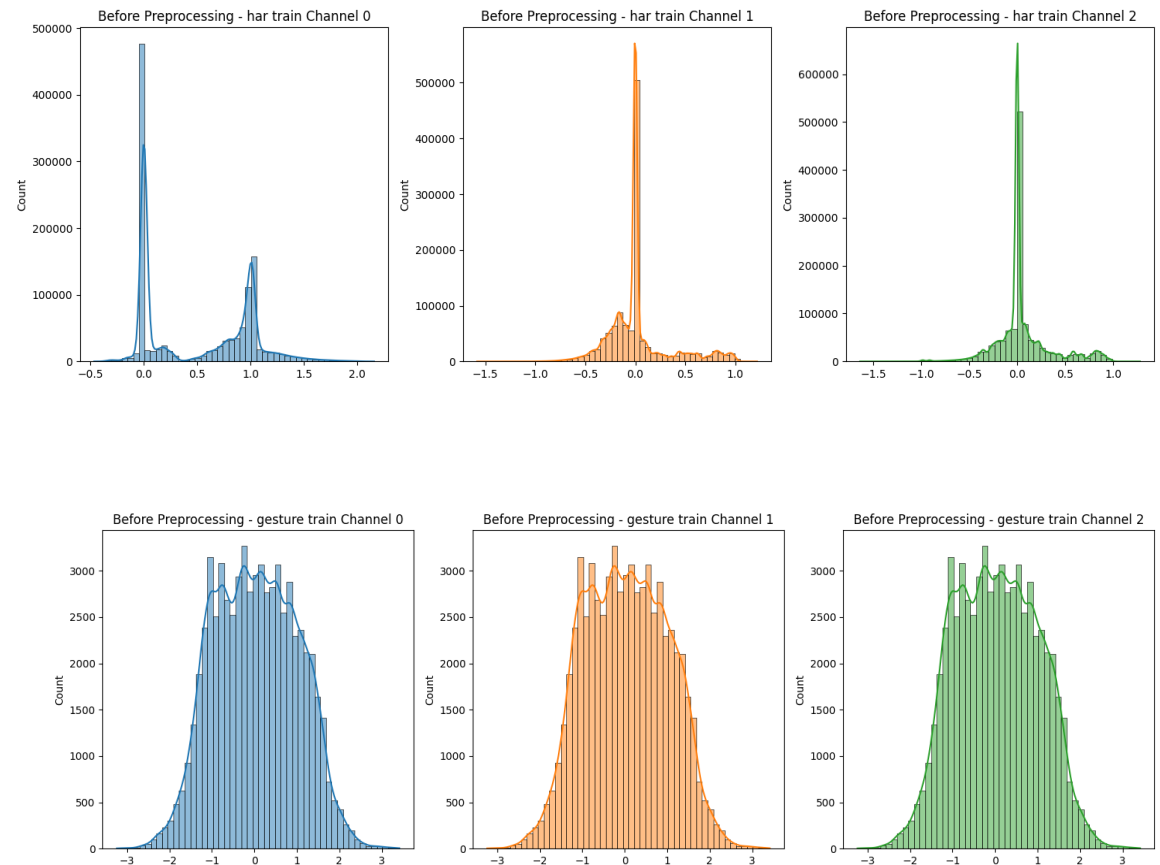 Before Preprocessing - har train Channel 0
500000
400000
300000
200000
100000
0
Count
−0.5 0.0 0.5 1.0 1.5 2.0
Before Preprocessing - har train Channel 1
500000
400000
300000
200000
100000
0
Count
−1.5 −1.0 −0.5 0.0 0.5 1.0
Before Preprocessing - har train Channel 2
600000
500000
400000
300000
200000
100000
0
Count
−1.5 −1.0 −0.5 0.0 0.5 1.0
Before Preprocessing - gesture train Channel 0
3000
2500
2000
1500
1000
500
0
Count
−3 −2 −1 0 1 2 3
Before Preprocessing - gesture train Channel 1
3000
2500
2000
1500
1000
500
0
Count
−3 −2 −1 0 1 2 3
Before Preprocessing - gesture train Channel 2
3000
2500
2000
1500
1000
500
0
Count
−3 −2 −1 0 1 2 3